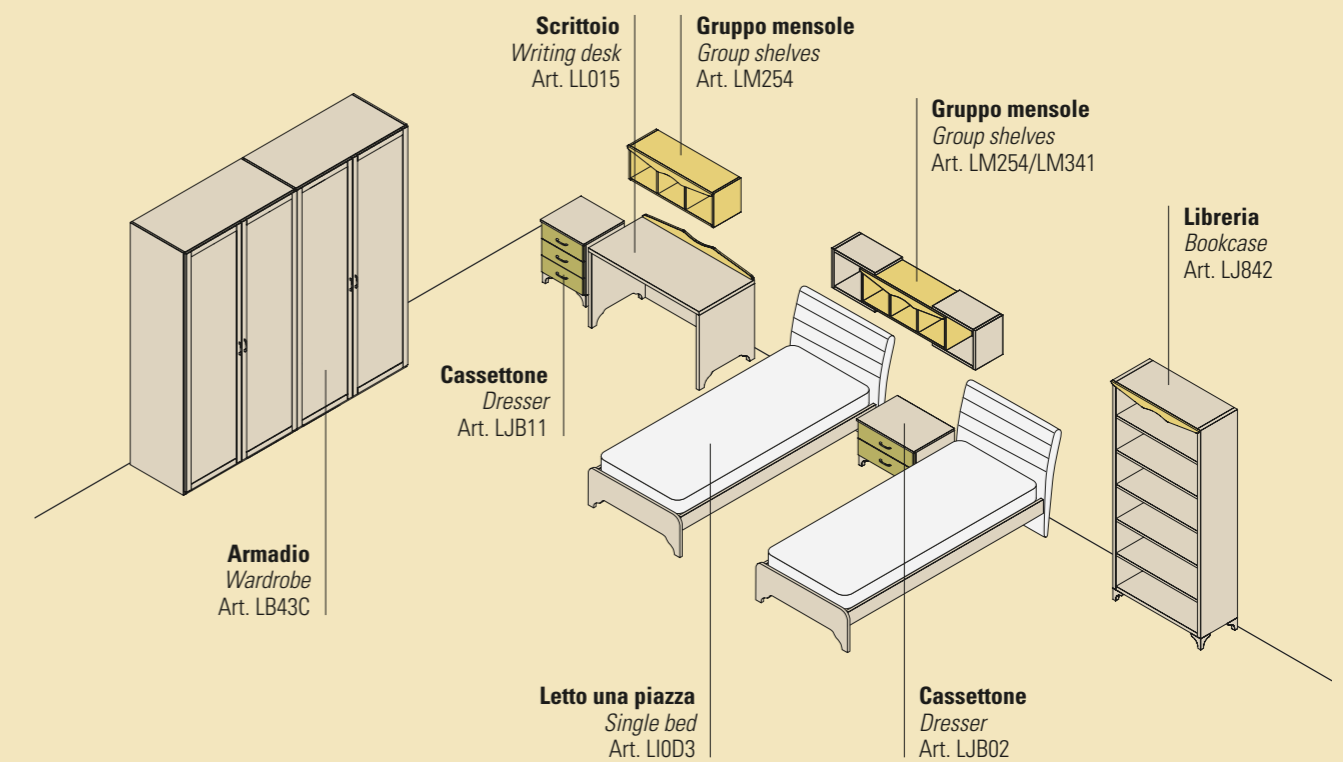 Scrittoio
Writing desk
Art. LL015
Gruppo mensole
Group shelves
Art. LM254
Gruppo mensole
Group shelves
Art. LM254/LM341
Libreria
Bookcase
Art. LJ842
Cassettone
Dresser
Art. LJB11
Armadio
Wardrobe
Art. LB43C
Letto una piazza
Single bed
Art. LI0D3
Cassettone
Dresser
Art. LJB02